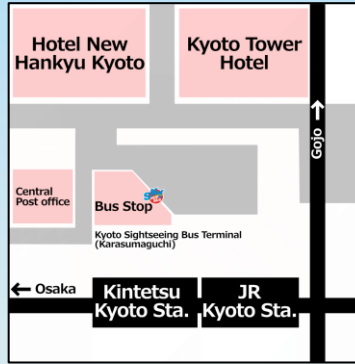 Hotel New
Hankyu Kyoto
Kyoto Tower
Hotel
Gojo
Central
Post office
Bus Stop
Kyoto Sightseeing Bus Terminal
(Karasumaguchi)
← Osaka
Kintetsu
Kyoto Sta.
JR
Kyoto Sta.